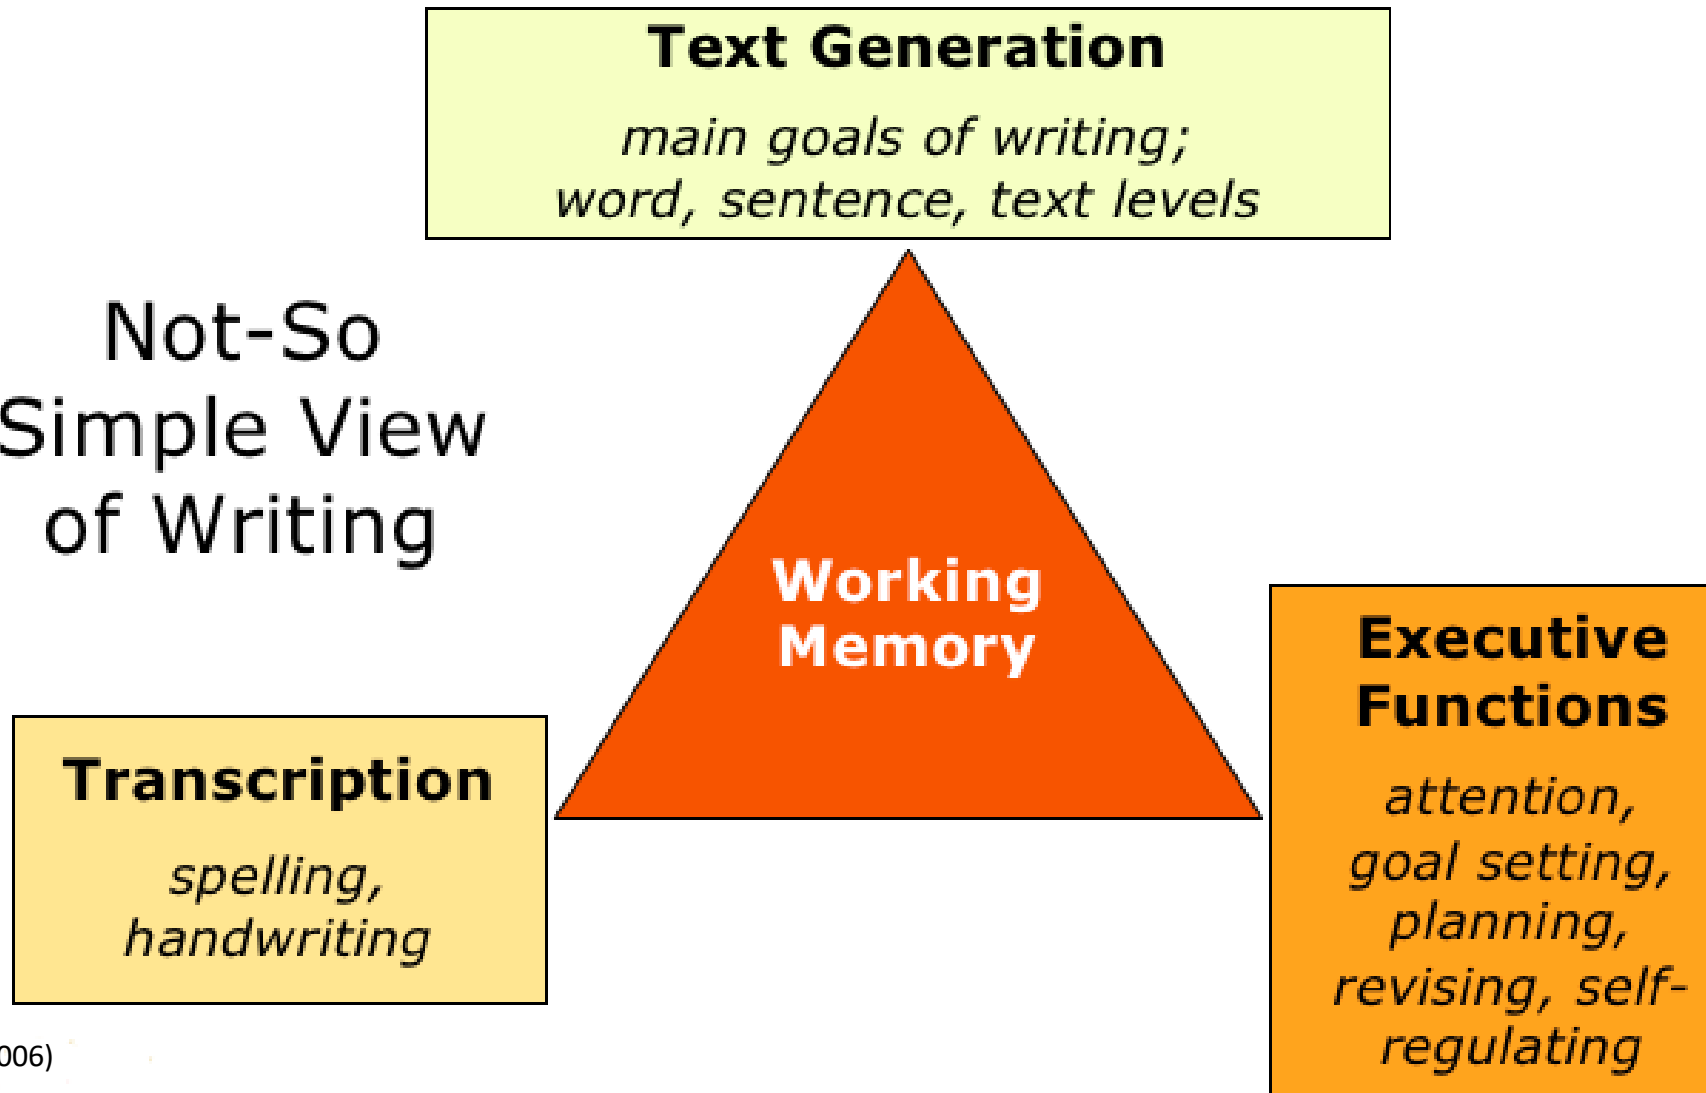 Text Generation
main goals of writing;
word, sentence, text levels
Not-So
Simple View
of Writing
Working
Memory
Executive
Functions
attention,
goal setting,
planning,
revising, self-
regulating
Transcription
spelling,
handwriting
006)